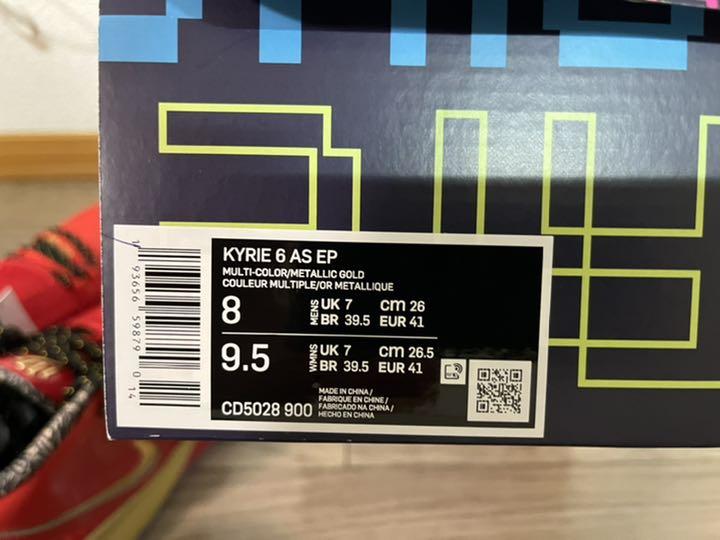 KYRIE 6 AS EP
MULTI-COLOR/METALLIC GOLD
COULEUR MULTIPLE/OR METALLIQUE
8 MENS UK 7 CM 26
BR 39.5 EUR 41
9.5 WMNS UK 7 CM 26.5
BR 39.5 EUR 41
CD5028 900
MADE IN CHINA /
FABRIQUE EN CHINE /
FABRICADO NA CHINA /
HECHO EN CHINA
1 93656 59879 0 14